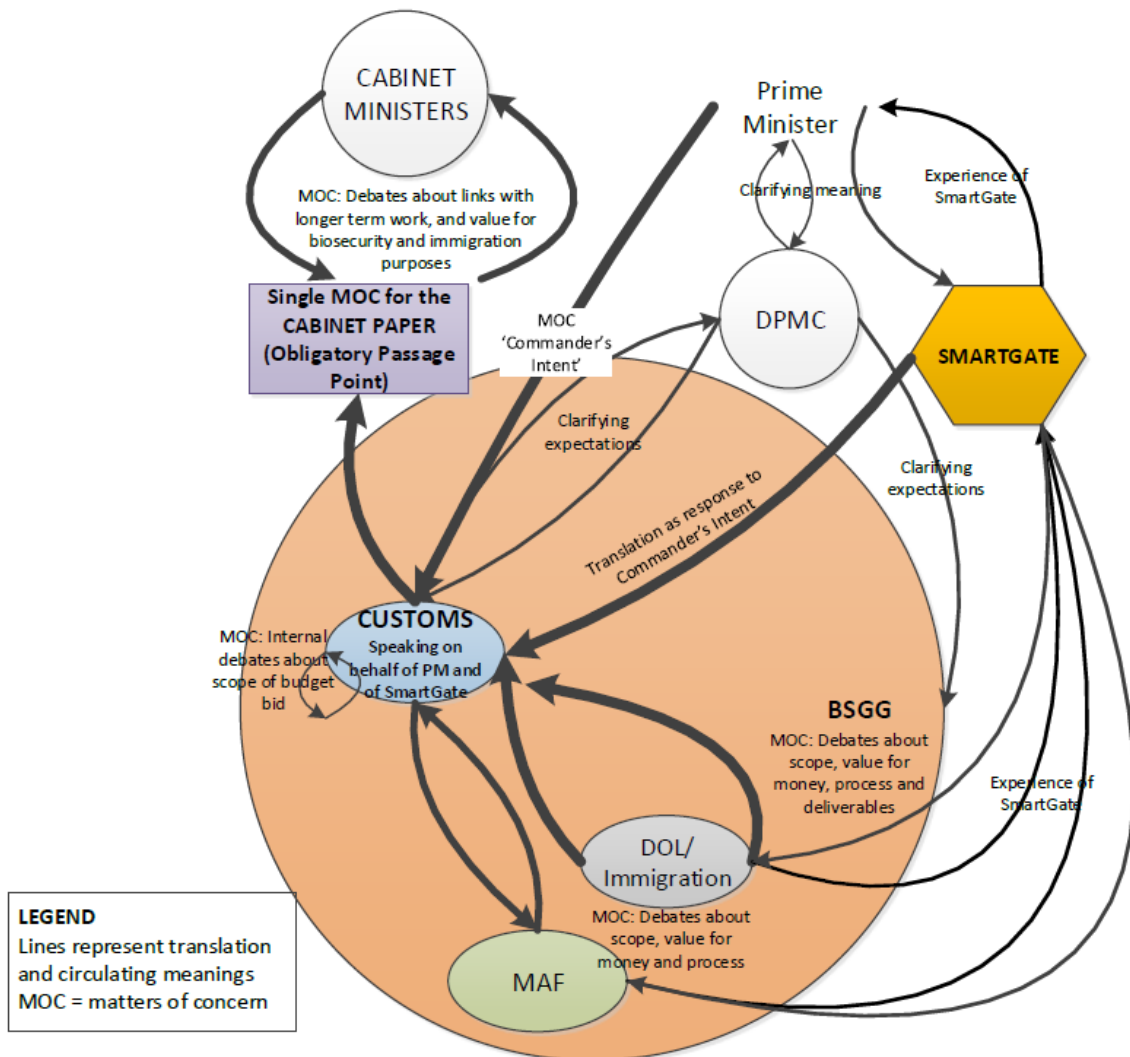 CABINET
MINISTERS
Prime
Minister
Experience of
SmartGate
Clarifying meaning
MOC: Debates about links with
longer term work, and value for
biosecurity and immigration
purposes
Single MOC for the
CABINET PAPER
(Obligatory Passage
Point)
MOC
‘Commander’s
Intent’
DPMC
SMARTGATE
Clarifying
expectations
Clarifying
expectations
Translation as response to
Commander’s Intent
CUSTOMS
Speaking on
behalf of PM and
of SmartGate
MOC: Internal
debates about
scope of budget
bid
BSGG
MOC: Debates about
scope, value for
money, process and
deliverables
Experience of
SmartGate
DOL/
Immigration
MOC: Debates about
scope, value for
money and process
MAF
LEGEND
Lines represent translation
and circulating meanings
MOC = matters of concern